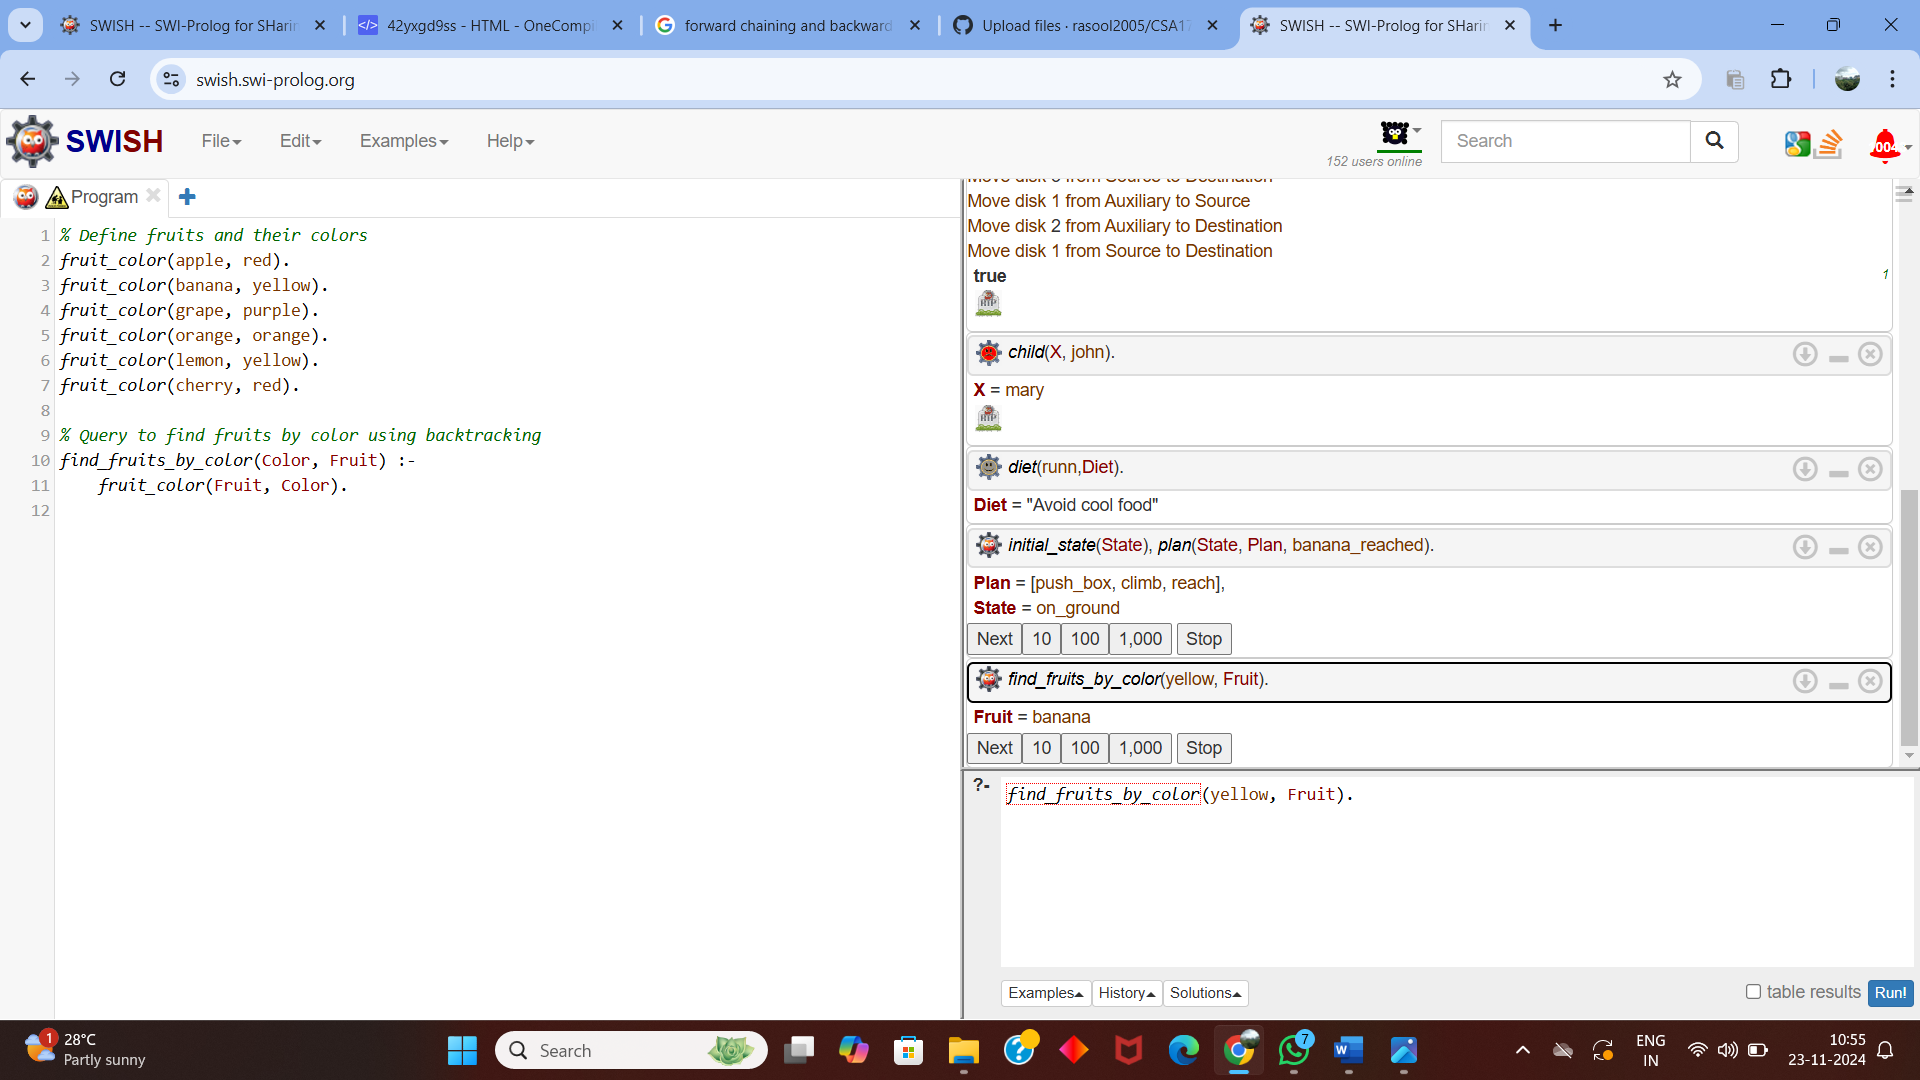 SWISH -- SWI-Prolog for SHarin
42yxgd9ss - HTML - OneCompi
forward chaining and backward
Upload files · rasool2005/CSA17
SWISH -- SWI-Prolog for SHarin
swish.swi-prolog.org
SWISH
File
Edit
Examples
Help
152 users online
Search
Program
1 % Define fruits and their colors
2 fruit_color(apple, red).
3 fruit_color(banana, yellow).
4 fruit_color(grape, purple).
5 fruit_color(orange, orange).
6 fruit_color(lemon, yellow).
7 fruit_color(cherry, red).
8
9 % Query to find fruits by color using backtracking
10 find_fruits_by_color(Color, Fruit) :-
11 fruit_color(Fruit, Color).
12
Move disk 1 from Auxiliary to Source
Move disk 2 from Auxiliary to Destination
Move disk 1 from Source to Destination
true
1
RIP
child(X, john).
X = mary
RIP
diet(runn,Diet).
Diet = "Avoid cool food"
initial_state(State), plan(State, Plan, banana_reached).
Plan = [push_box, climb, reach],
State = on_ground
Next 10 100 1,000 Stop
find_fruits_by_color(yellow, Fruit).
Fruit = banana
Next 10 100 1,000 Stop
?- find_fruits_by_color(yellow, Fruit).
Examples History Solutions
table results Run!
1
28°C
Partly sunny
Search
7
ENG
IN
10:55
23-11-2024